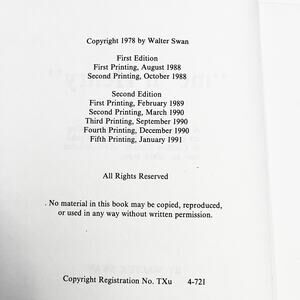 Copyright 1978 by Walter Swan
First Edition
First Printing, August 1988
Second Printing, October 1988
Second Edition
First Printing, February 1989
Second Printing, March 1990
Third Printing, September 1990
Fourth Printing, December 1990
Fifth Printing, January 1991
All Rights Reserved
No material in this book may be copied, reproduced,
or used in any way without written permission.
Copyright Registration No. TXu 4-721